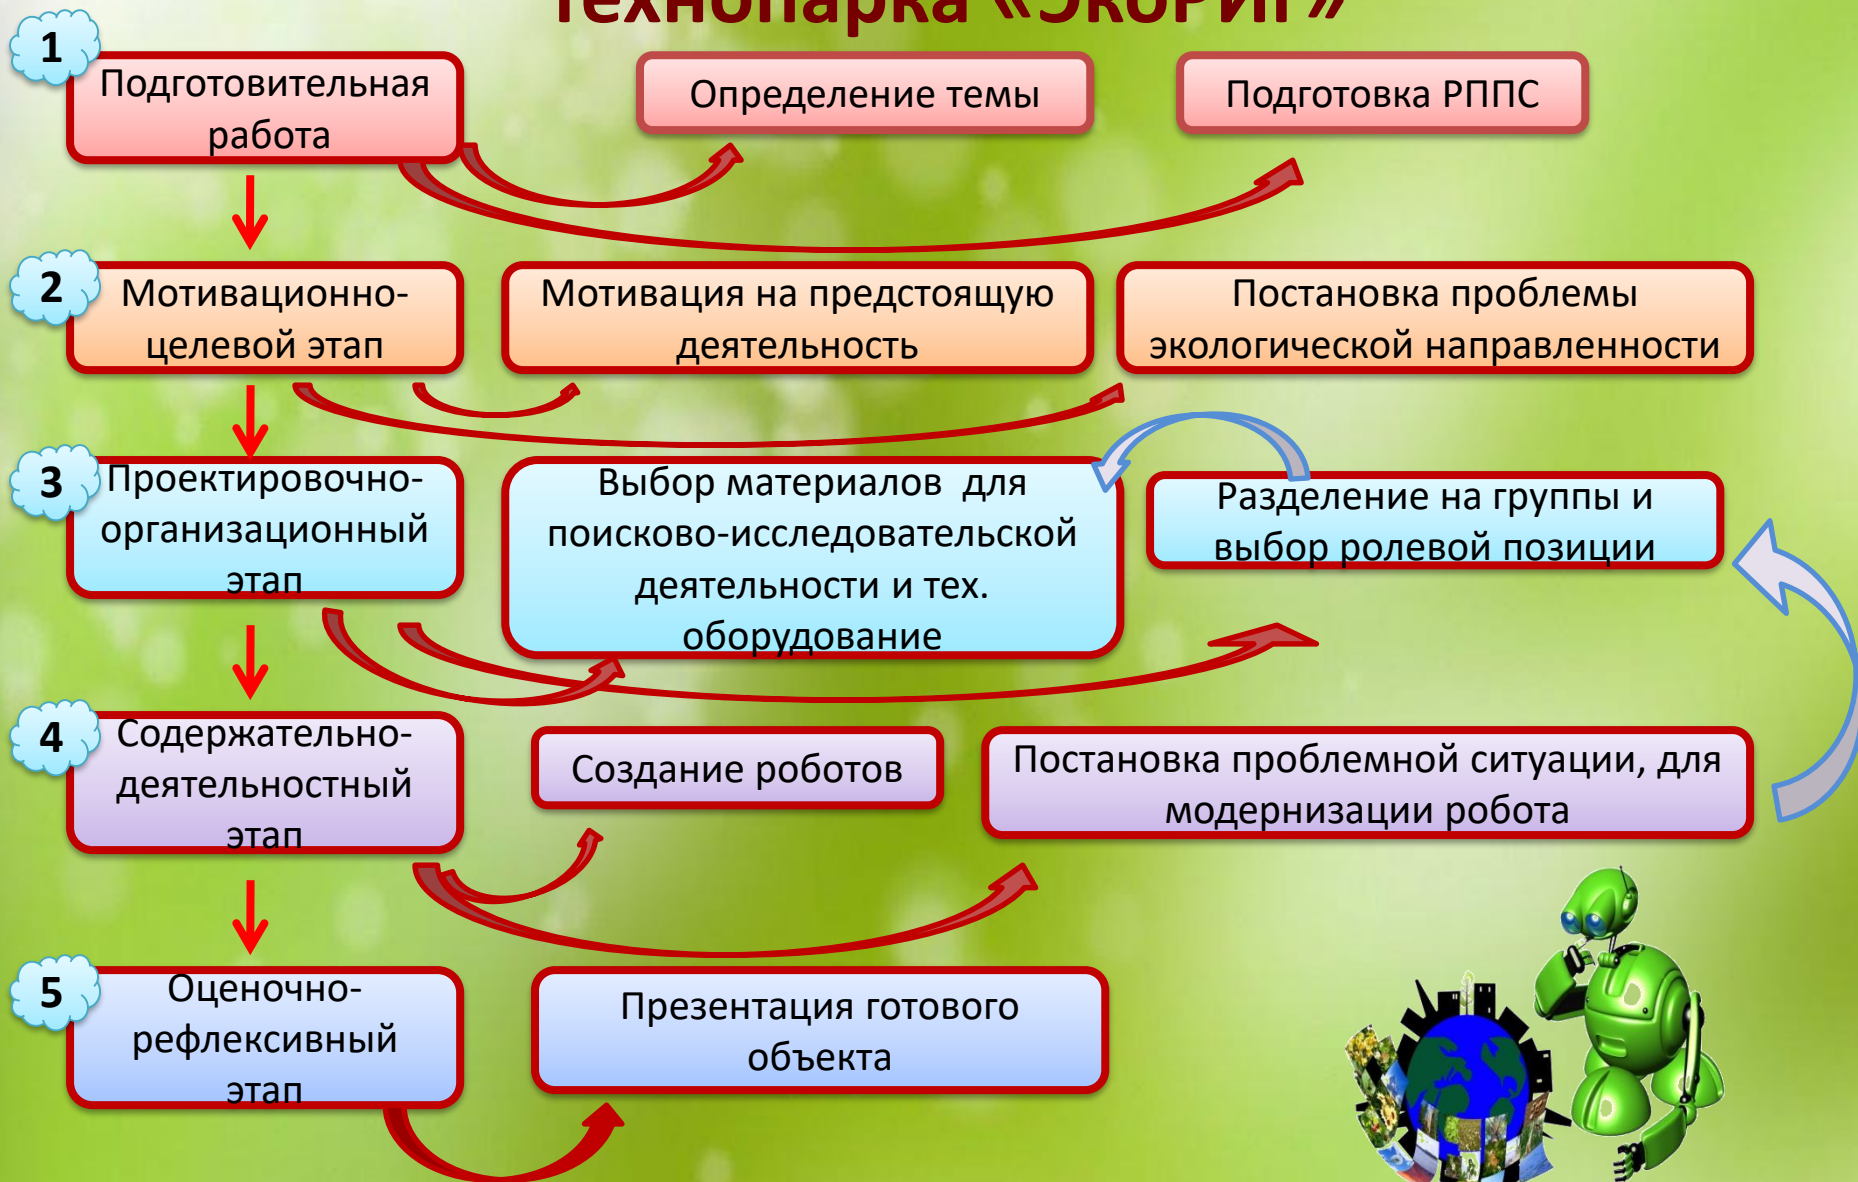 технопарка «ЭкоРиг»
1
Подготовительная
работа
Определение темы
Подготовка РППС
2
Мотивационно-
целевой этап
Мотивация на предстоящую
деятельность
Постановка проблемы
экологической направленности
3
Проектировочно-
организационный
этап
Выбор материалов для
поисково-исследовательской
деятельности и тех.
оборудование
Разделение на группы и
выбор ролевой позиции
4
Содержательно-
деятельностный
этап
Создание роботов
Постановка проблемной ситуации, для
модернизации робота
5
Оценочно-
рефлексивный
этап
Презентация готового
объекта